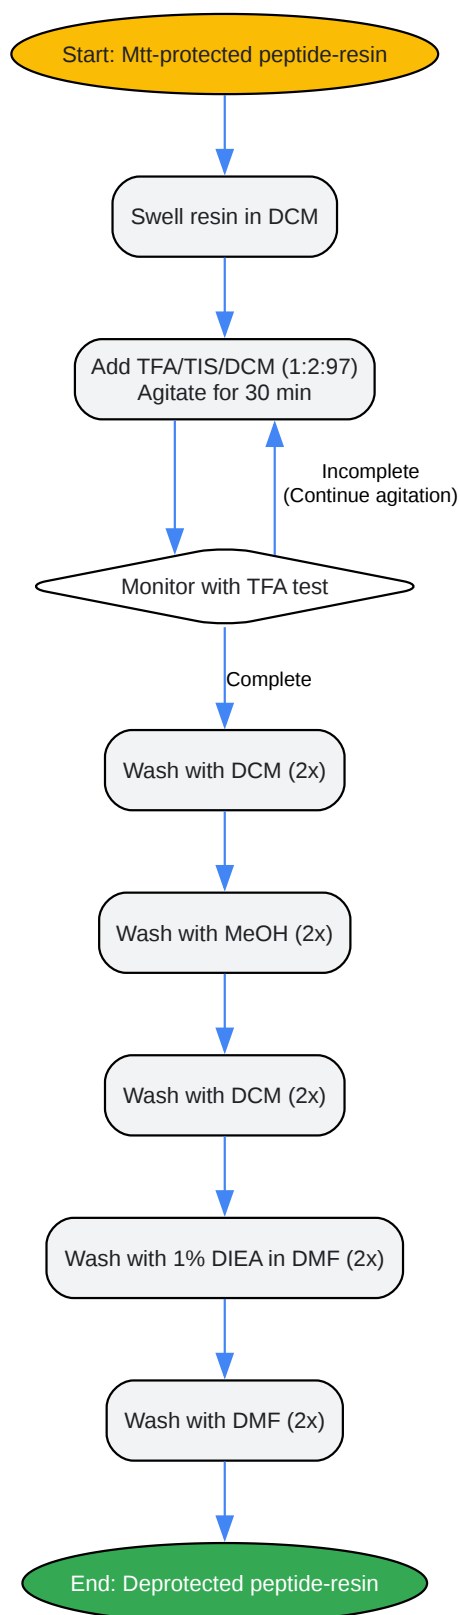 Start: Mtt-protected peptide-resin
Swell resin in DCM
Add TFA/TIS/DCM (1:2:97)
Agitate for 30 min
Incomplete
(Continue agitation)
Monitor with TFA test
Complete
Wash with DCM (2x)
Wash with MeOH (2x)
Wash with DCM (2x)
Wash with 1% DIEA in DMF (2x)
Wash with DMF (2x)
End: Deprotected peptide-resin